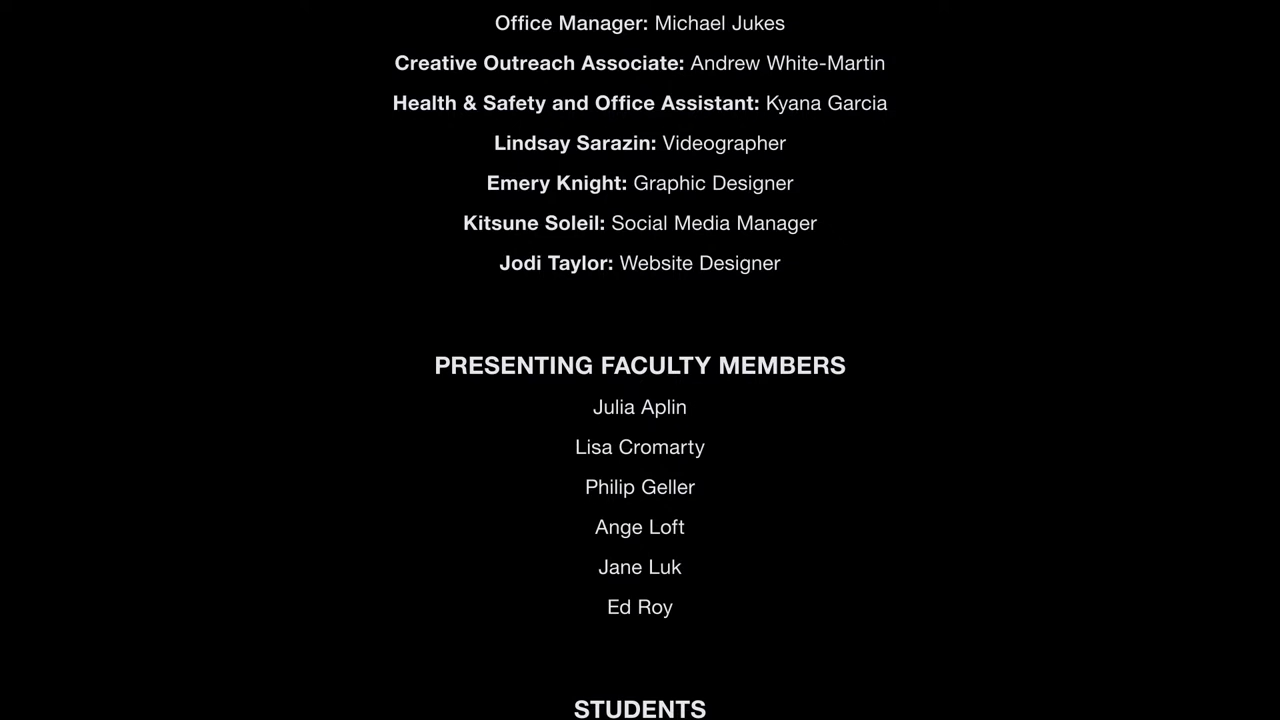 Office Manager: Michael Jukes
Creative Outreach Associate: Andrew White-Martin
Health & Safety and Office Assistant: Kyana Garcia
Lindsay Sarazin: Videographer
Emery Knight: Graphic Designer
Kitsune Soleil: Social Media Manager
Jodi Taylor: Website Designer
PRESENTING FACULTY MEMBERS
Julia Aplin
Lisa Cromarty
Philip Geller
Ange Loft
Jane Luk
Ed Roy
STUDENTS